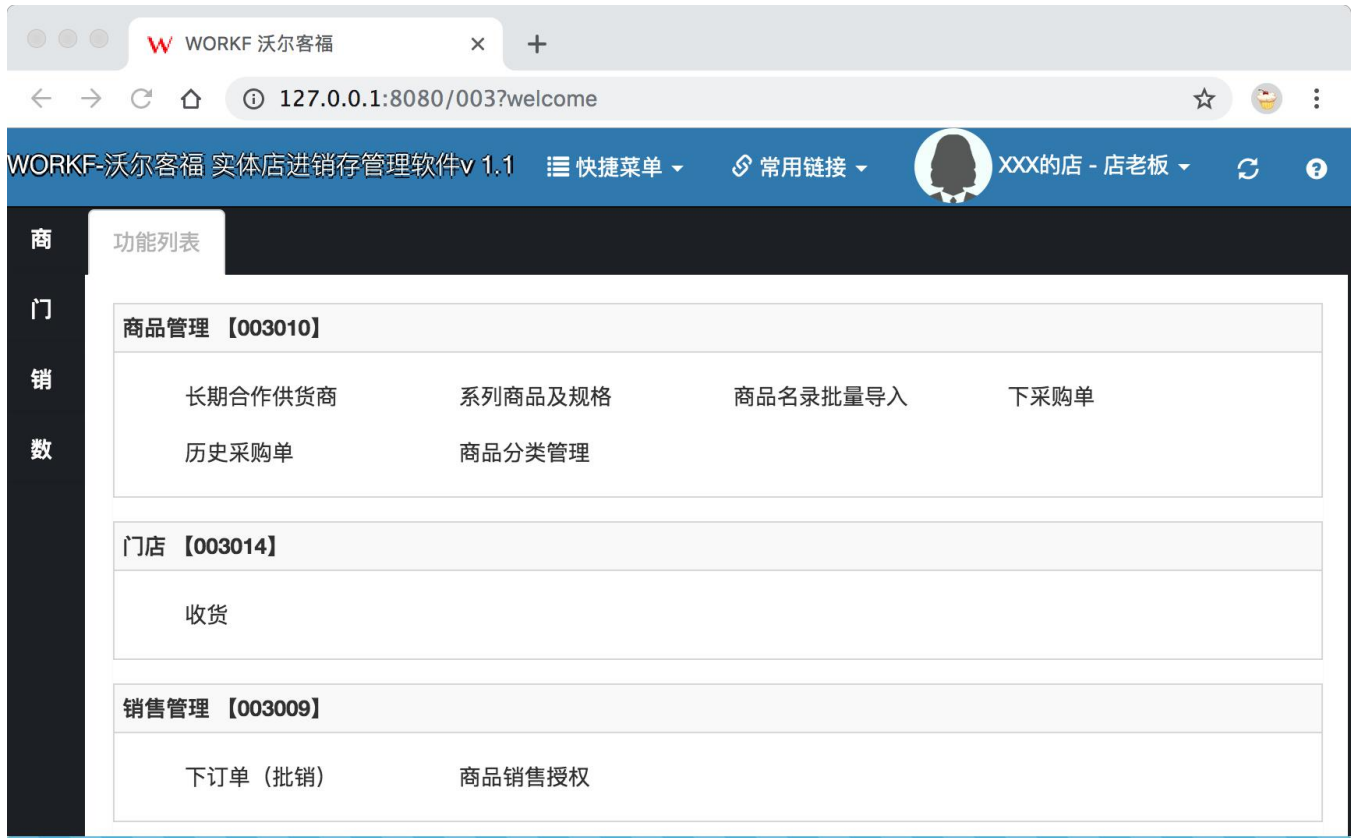 WORKF 沃尔客福
127.0.0.1:8080/003?welcome
WORKF-沃尔客福 实体店进销存管理软件v 1.1 快捷菜单 常用链接 XXX的店 - 店老板
商 功能列表
门
商品管理 【003010】
销
长期合作供货商 系列商品及规格 商品名录批量导入 下采购单
数
历史采购单 商品分类管理
门店 【003014】
收货
销售管理 【003009】
下订单（批销） 商品销售授权